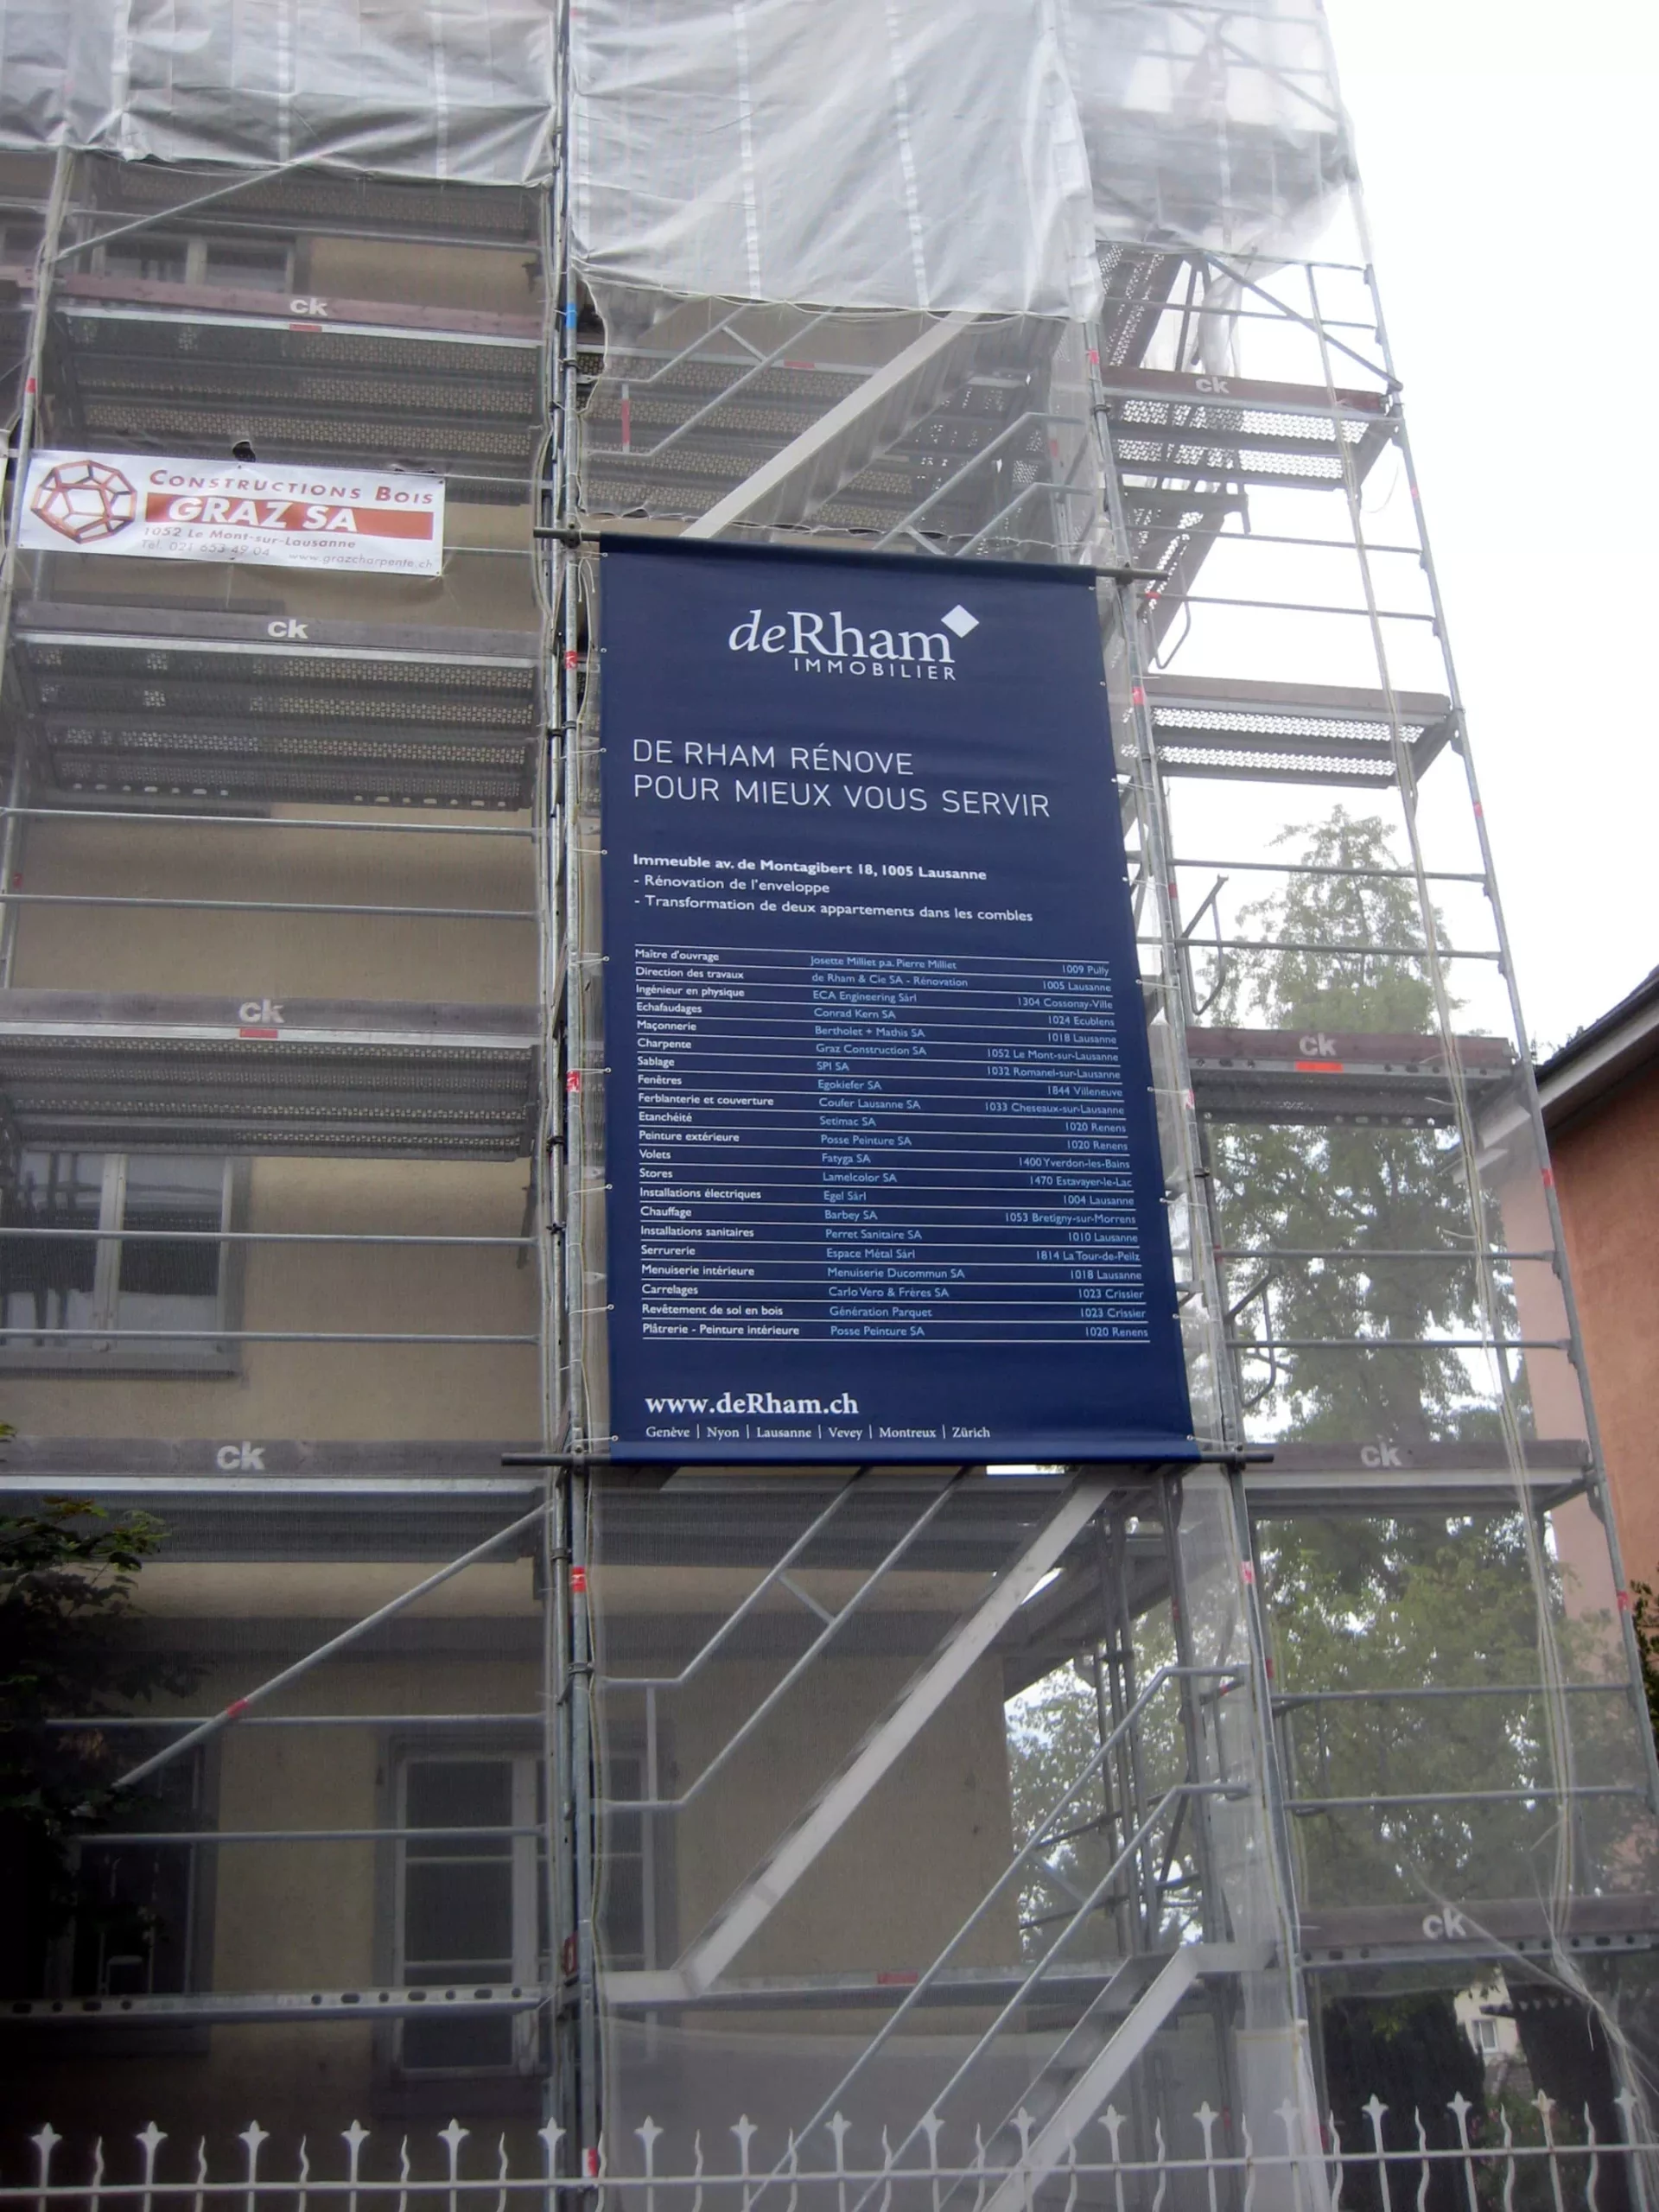 ck
ck
CONSTRUCTIONS BOIS
GRAZ SA
1052 Le Mont-sur-Lausanne
Tél. 021 653 49 04 www.grazcharpente.ch
ck
deRham
IMMOBILIER
DE RHAM RÉNOVE
POUR MIEUX VOUS SERVIR
Immeuble av. de Montagibert 18, 1005 Lausanne
- Rénovation de l'enveloppe
- Transformation de deux appartements dans les combles
Maître d'ouvrage Josette Milliet p.a. Pierre Milliet 1009 Pully
Direction des travaux de Rham & Cie SA - Rénovation 1005 Lausanne
Ingénieur en physique ECA Engineering Sàrl 1304 Cossonay-Ville
Echafaudages Conrad Kern SA 1024 Ecublens
Maçonnerie Bertholet + Mathis SA 1018 Lausanne
Charpente Graz Construction SA 1052 Le Mont-sur-Lausanne
Sablage SPI SA 1032 Romanel-sur-Lausanne
Fenêtres Egokiefer SA 1844 Villeneuve
Ferblanterie et couverture Coufer Lausanne SA 1033 Cheseaux-sur-Lausanne
Etanchéité Setimac SA 1020 Renens
Peinture extérieure Posse Peinture SA 1020 Renens
Volets Fatyga SA 1400 Yverdon-les-Bains
Stores Lamelcolor SA 1470 Estavayer-le-Lac
Installations électriques Egel Sàrl 1004 Lausanne
Chauffage Barbey SA 1053 Bretigny-sur-Morrens
Installations sanitaires Perret Sanitaire SA 1010 Lausanne
Serrurerie Espace Métal Sàrl 1814 La Tour-de-Peilz
Menuiserie intérieure Menuiserie Ducommun SA 1018 Lausanne
Carrelages Carlo Vero & Frères SA 1023 Crissier
Revêtement de sol en bois Génération Parquet 1023 Crissier
Plâtrerie - Peinture intérieure Posse Peinture SA 1020 Renens
www.deRham.ch
Genève | Nyon | Lausanne | Vevey | Montreux | Zürich
ck
ck
ck
ck
ck